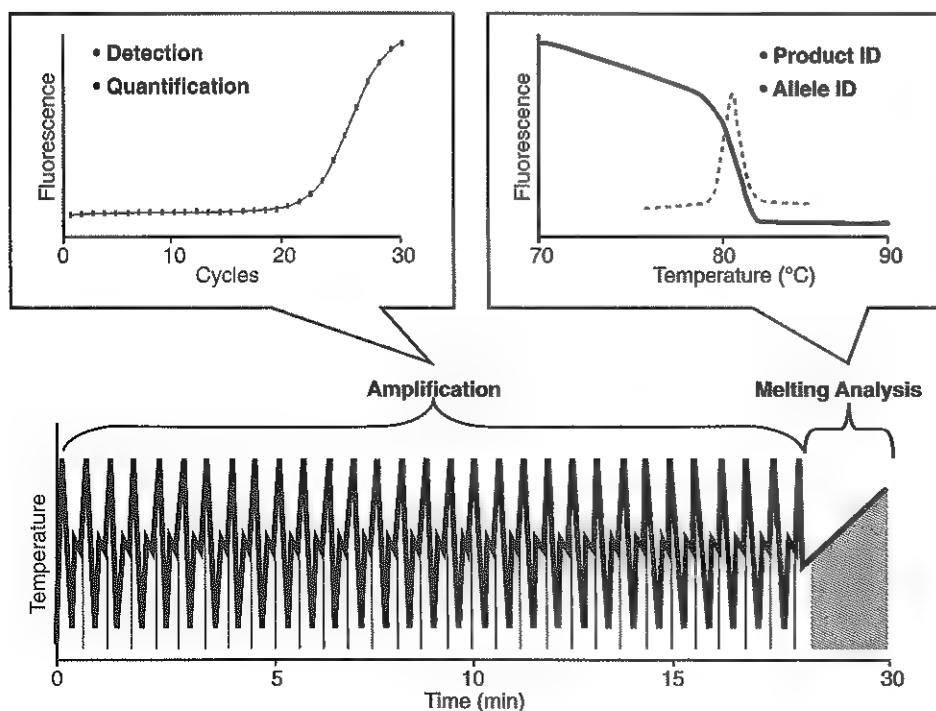 • Detection
• Quantification
Fluorescence
0 10 20 30
Cycles
• Product ID
• Allele ID
Fluorescence
70 80 90
Temperature (°C)
Amplification
Melting Analysis
Temperature
0 5 10 15 30
Time (min)